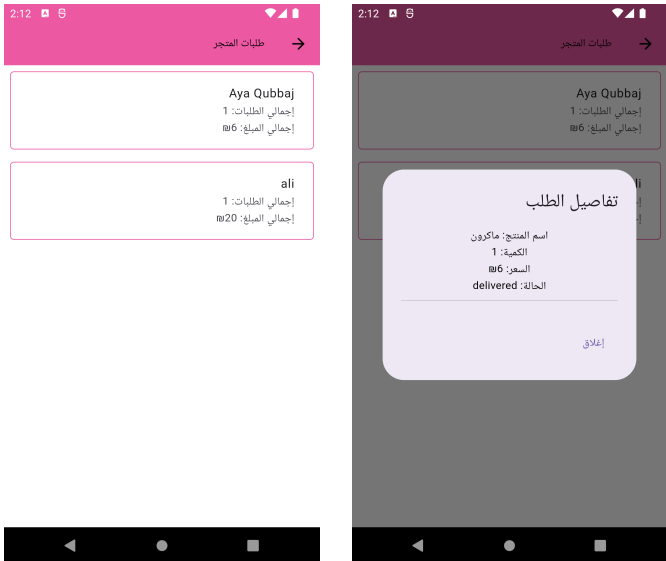 2:12
طلبات المتجر
Aya Qubbaj
إجمالي الطلبات: 1
إجمالي المبلغ: 6₪
ali
إجمالي الطلبات: 1
إجمالي المبلغ: 20₪
2:12
طلبات المتجر
Aya Qubbaj
إجمالي الطلبات: 1
إجمالي المبلغ: 6₪
تفاصيل الطلب
اسم المنتج: ماكرون
الكمية: 1
السعر: 6₪
الحالة: delivered
إغلاق